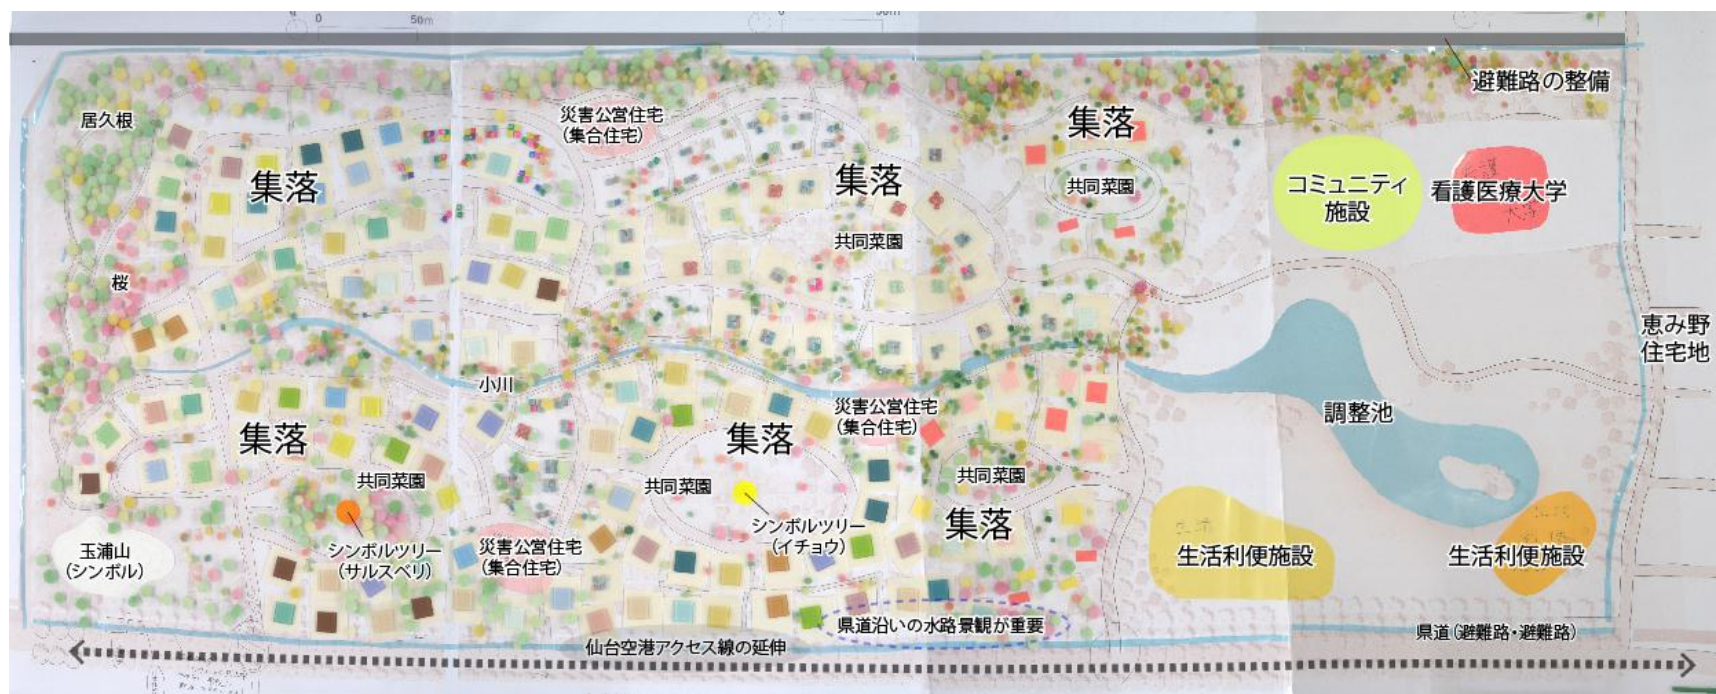 0
50m
避難路の整備
居久根
災害公営住宅
(集合住宅)
集落
集落
集落
共同菜園
コミュニティ
施設
看護医療大学
共同菜園
桜
恵み野
住宅地
小川
災害公営住宅
(集合住宅)
調整池
集落
集落
共同菜園
共同菜園
共同菜園
シンボルツリー
(イチョウ)
集落
玉浦山
(シンボル)
シンボルツリー
(サルスベリ)
災害公営住宅
(集合住宅)
生活利便施設
生活利便施設
県道沿いの水路景観が重要
県道(避難路・避難路)
仙台空港アクセス線の延伸